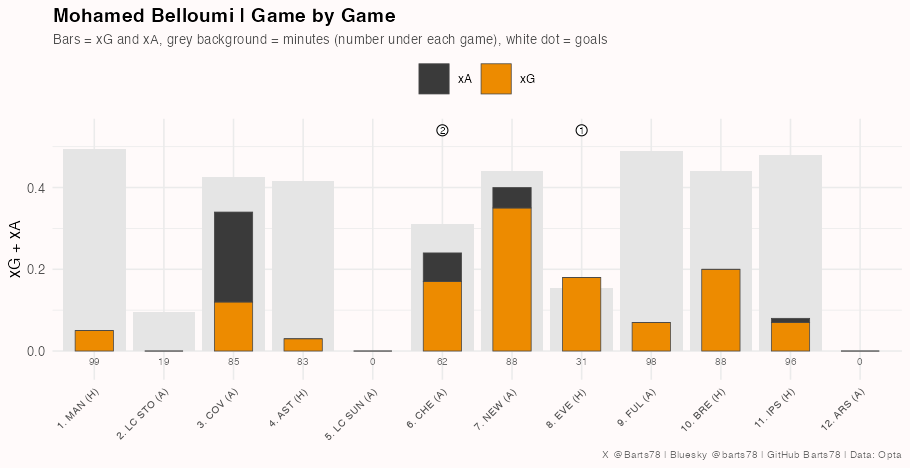 Mohamed Belloumi | Game by Game
Bars = xG and xA, grey background = minutes (number under each game), white dot = goals
xA xG
2 1
xG + xA
0.4
0.2
0.0
99 19 85 83 0 62 88 31 98 88 96 0
1. MAN (H)
2. LC STO (A)
3. COV (A)
4. AST (H)
5. LC SUN (A)
6. CHE (A)
7. NEW (A)
8. EVE (H)
9. FUL (A)
10. BRE (H)
11. IPS (H)
12. ARS (A)
X @Barts78 | Bluesky @barts78 | GitHub Barts78 | Data: Opta